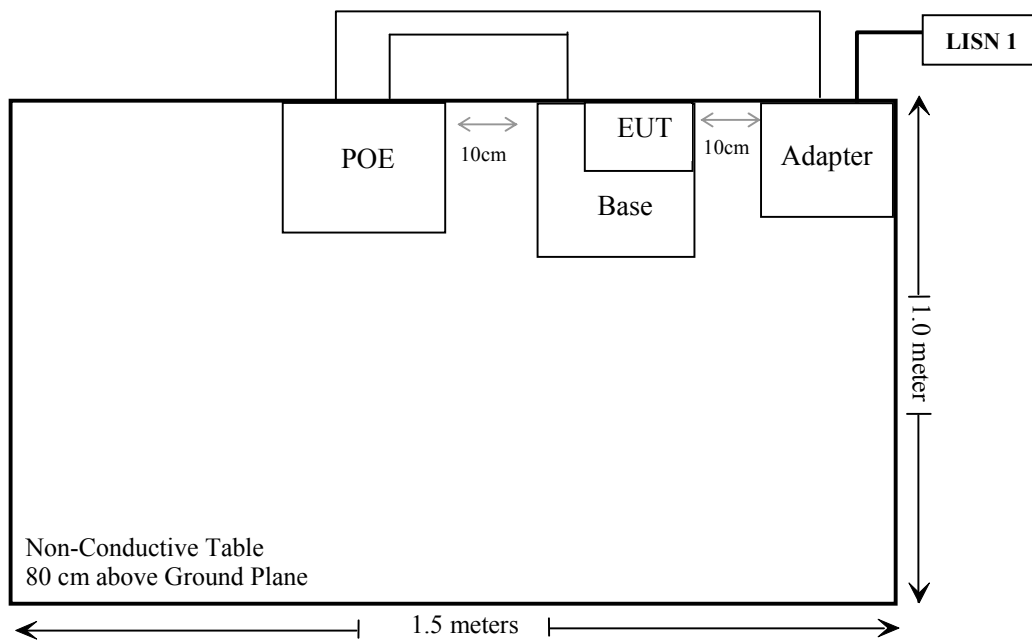 LISN 1
POE
10cm
EUT
Base
10cm
Adapter
1.0 meter
Non-Conductive Table
80 cm above Ground Plane
1.5 meters